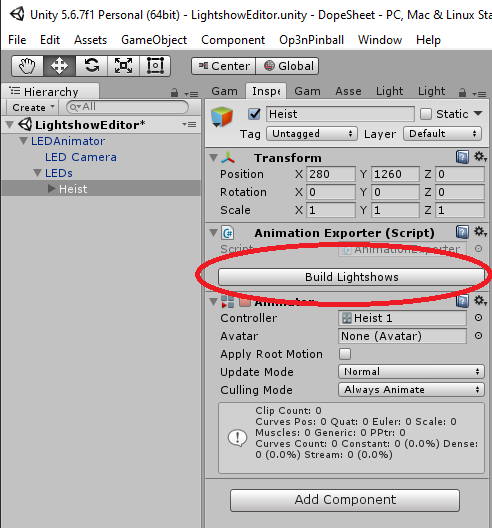 Unity 5.6.7f1 Personal (64bit) - LightshowEditor.unity - DopeSheet - PC, Mac & Linux Sta
File Edit Assets GameObject Component Op3nPinball Window Help
Center Global
Hierarchy
Create All
LightshowEditor*
LEDAnimator
LED Camera
LEDs
Heist
Gam Inspe Gam Asse Light Light
Heist Static
Tag Untagged Layer Default
Transform
Position X 280 Y 1260 Z 0
Rotation X 0 Y 0 Z 0
Scale X 1 Y 1 Z 1
Animation Exporter (Script)
Script AnimationExporter
Build Lightshows
Animator
Controller Heist 1
Avatar None (Avatar)
Apply Root Motion
Update Mode Normal
Culling Mode Always Animate
Clip Count: 0
Curves Pos: 0 Quat: 0 Euler: 0 Scale: 0
Muscles: 0 Generic: 0 PPtr: 0
Curves Count: 0 Constant: 0 (0.0%) Dense:
0 (0.0%) Stream: 0 (0.0%)
Add Component